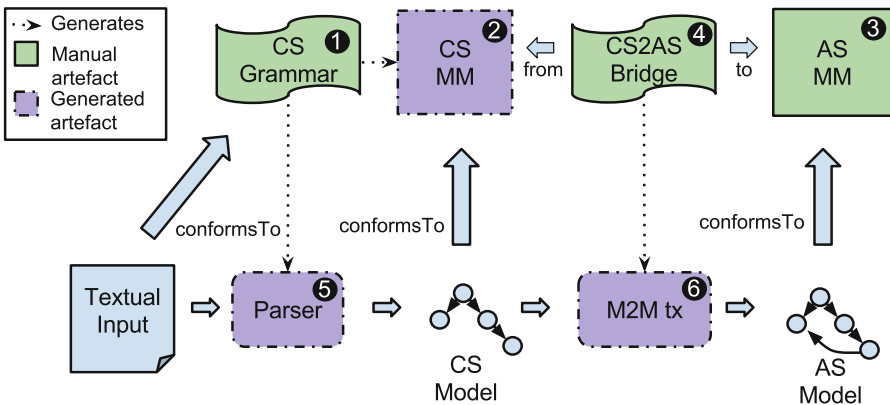 Generates
Manual
artefact
Generated
artefact
1
CS
Grammar
2
CS
MM
from
4
CS2AS
Bridge
to
3
AS
MM
conformsTo
conformsTo
conformsTo
Textual
Input
5
Parser
CS
Model
6
M2M tx
AS
Model